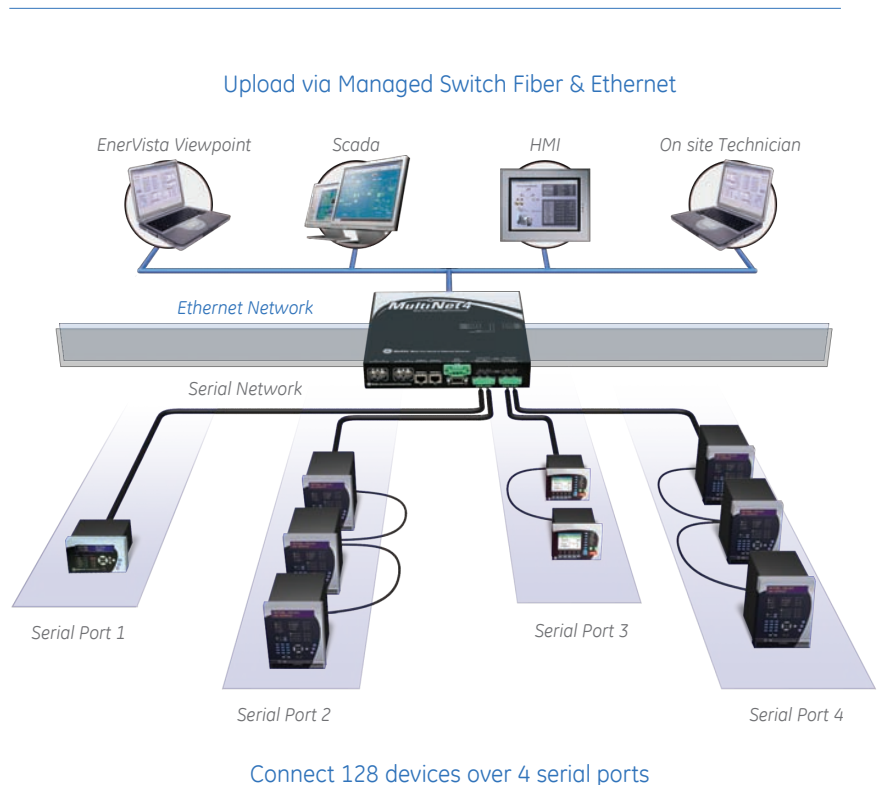 Upload via Managed Switch Fiber & Ethernet
EnerVista Viewpoint
Scada
HMI
On site Technician
Ethernet Network
MultiNet4
Serial Network
Serial Port 1
Serial Port 2
Serial Port 3
Serial Port 4
Connect 128 devices over 4 serial ports